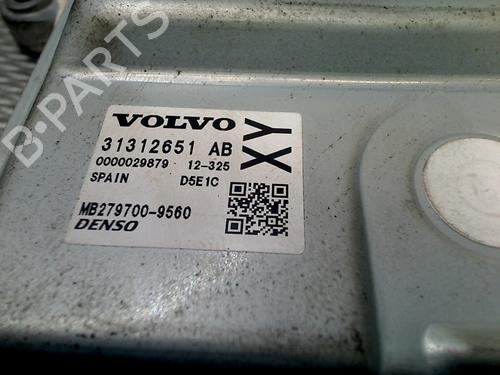 B-PARTS
VOLVO
31312651 AB
0000029879 12-325
SPAIN D5E1C
XY
MB279700-9560
DENSO